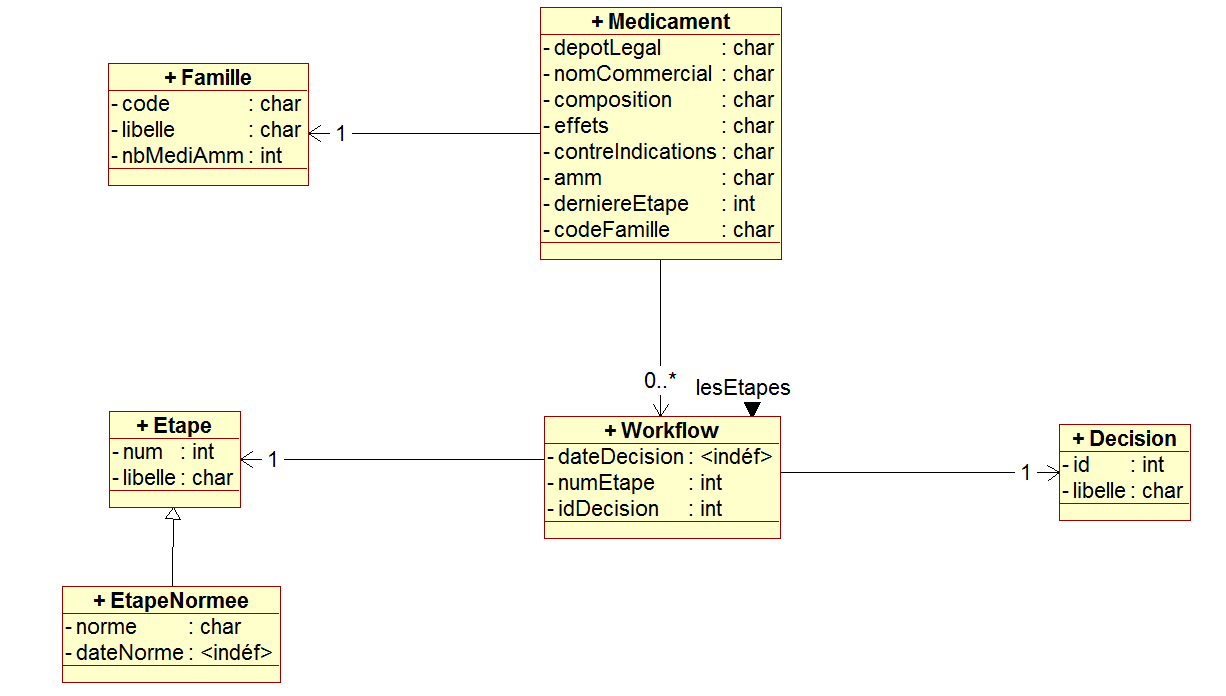 + Medicament
- depotLegal : char
- nomCommercial : char
- composition : char
- effets : char
- contreIndications : char
- amm : char
- derniereEtape : int
- codeFamille : char
+ Famille
- code : char
- libelle : char
- nbMediAmm : int
1
0..*
lesEtapes
+ Etape
- num : int
- libelle : char
1
+ Workflow
- dateDecision : <indéf>
- numEtape : int
- idDecision : int
1
+ Decision
- id : int
- libelle : char
+ EtapeNormee
- norme : char
- dateNorme : <indéf>